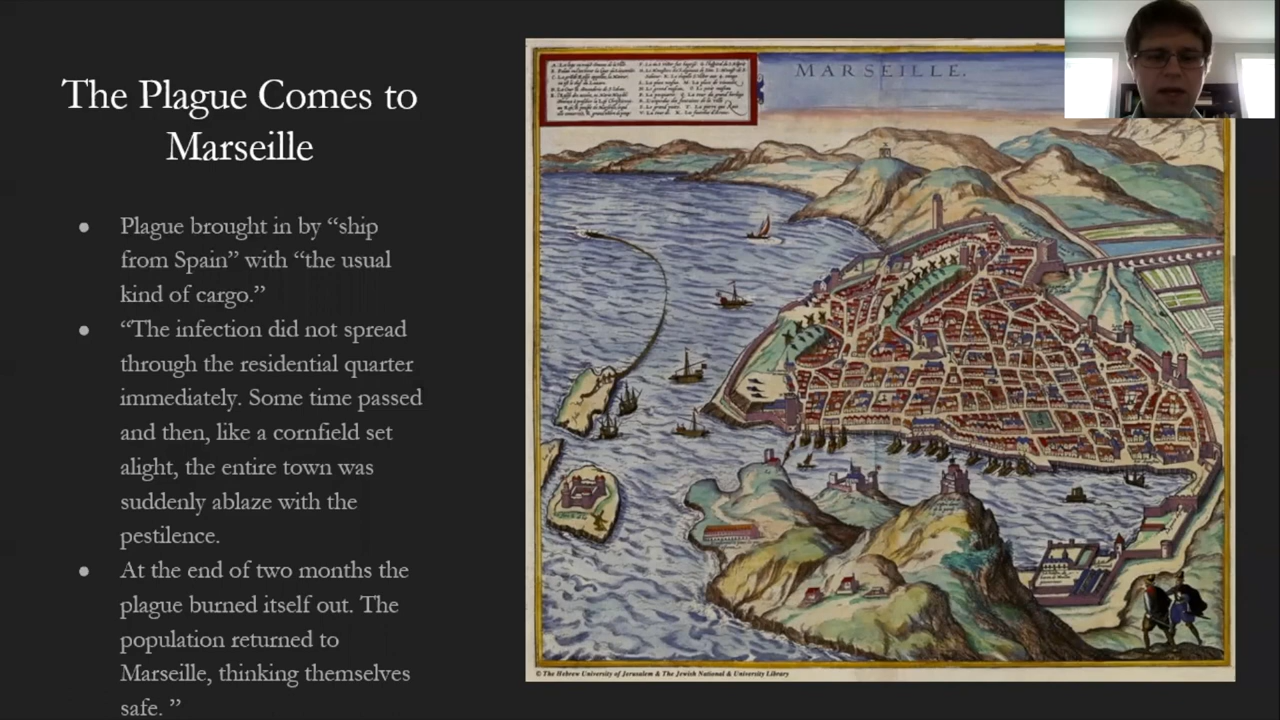 The Plague Comes to
Marseille
● Plague brought in by “ship
from Spain” with “the usual
kind of cargo.”
● “The infection did not spread
through the residential quarter
immediately. Some time passed
and then, like a cornfield set
alight, the entire town was
suddenly ablaze with the
pestilence.
● At the end of two months the
plague burned itself out. The
population returned to
Marseille, thinking themselves
safe. ”
MARSEILLE.
© The Hebrew University of Jerusalem & The Jewish National & University Library